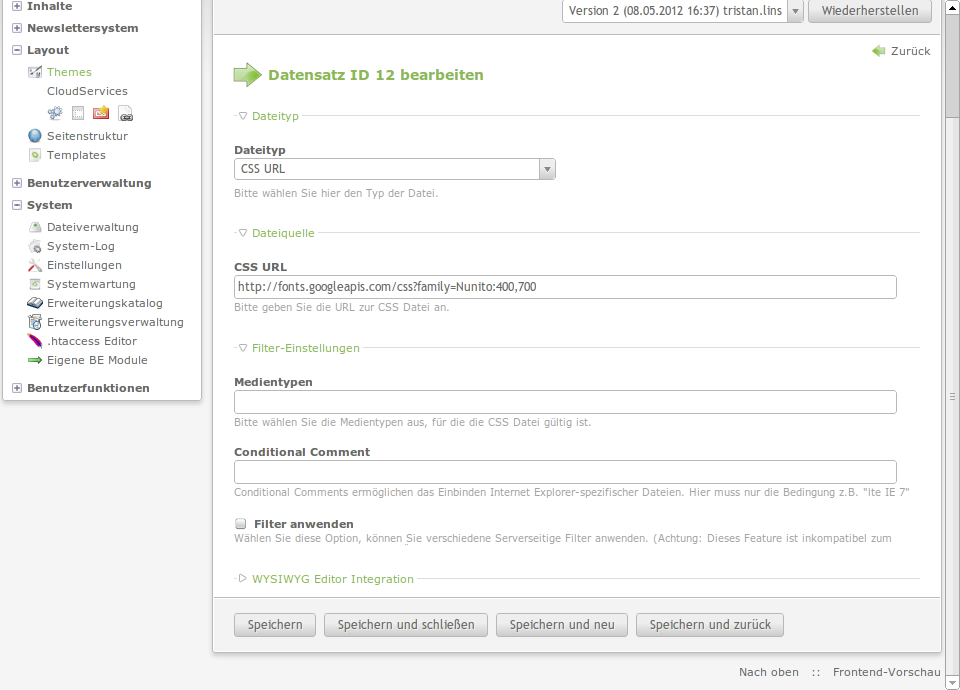 Inhalte
Newslettersystem
Layout
Themes
CloudServices
Seitenstruktur
Templates
Benutzerverwaltung
System
Dateiverwaltung
System-Log
Einstellungen
Systemwartung
Erweiterungskatalog
Erweiterungsverwaltung
.htaccess Editor
Eigene BE Module
Benutzerfunktionen
Version 2 (08.05.2012 16:37) tristan.lins
Wiederherstellen
Zurück
Datensatz ID 12 bearbeiten
Dateityp
Dateityp
CSS URL
Bitte wählen Sie hier den Typ der Datei.
Dateiquelle
CSS URL
http://fonts.googleapis.com/css?family=Nunito:400,700
Bitte geben Sie die URL zur CSS Datei an.
Filter-Einstellungen
Medientypen
Bitte wählen Sie die Medientypen aus, für die die CSS Datei gültig ist.
Conditional Comment
Conditional Comments ermöglichen das Einbinden Internet Explorer-spezifischer Dateien. Hier muss nur die Bedingung z.B. "lte IE 7"
Filter anwenden
Wählen Sie diese Option, können Sie verschiedene Serverseitige Filter anwenden. (Achtung: Dieses Feature ist inkompatibel zum
WYSIWYG Editor Integration
Speichern
Speichern und schließen
Speichern und neu
Speichern und zurück
Nach oben :: Frontend-Vorschau